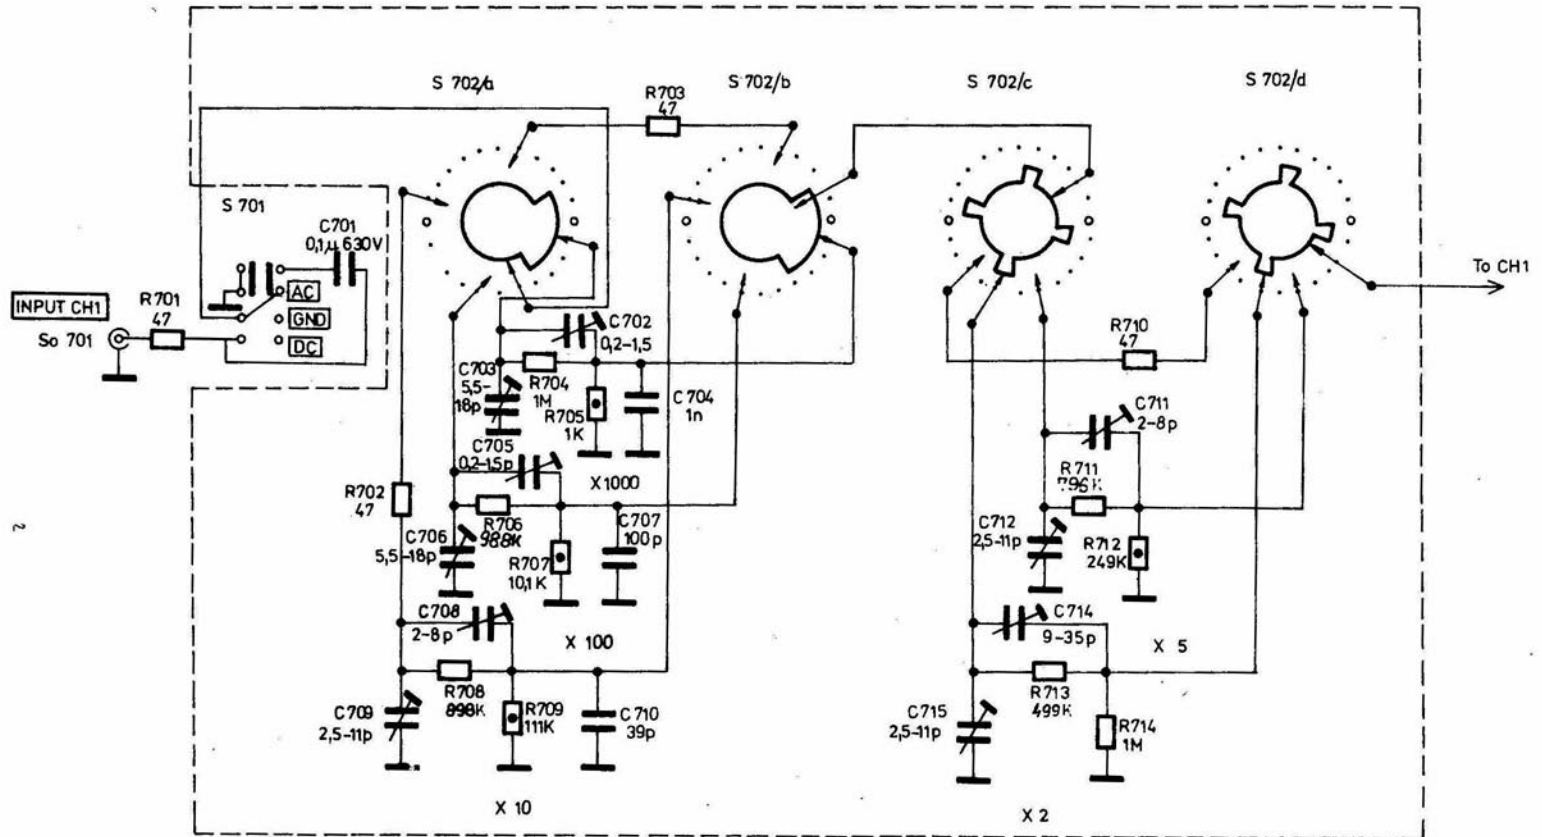 S 702/a
R703
47
S 702/b
S 702/c
S 702/d
S 701
C701
0,1µ 630V
AC
GND
DC
INPUT CH1
So 701
R701
47
To CH1
C702
0,2-1,5
C703
5,5-
18p
R704
1M
R705
1K
C704
1n
C705
0,2-1,5p
X1000
R702
47
R706
988K
C706
5,5-18p
R707
10,1K
C707
100p
C708
2-8p
X 100
R708
898K
C709
2,5-11p
R709
111K
C710
39p
X 10
R710
47
C711
2-8p
R711
796K
C712
2,5-11p
R712
249K
C714
9-35p
X 5
R713
499K
C715
2,5-11p
R714
1M
X 2
2